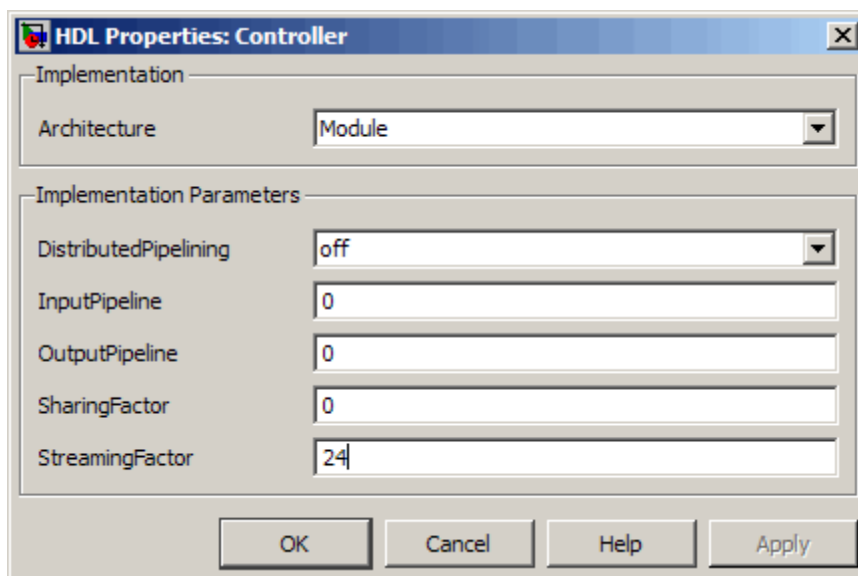 HDL Properties: Controller
Implementation
Architecture Module
Implementation Parameters
DistributedPipelining off
InputPipeline 0
OutputPipeline 0
SharingFactor 0
StreamingFactor 24
OK Cancel Help Apply